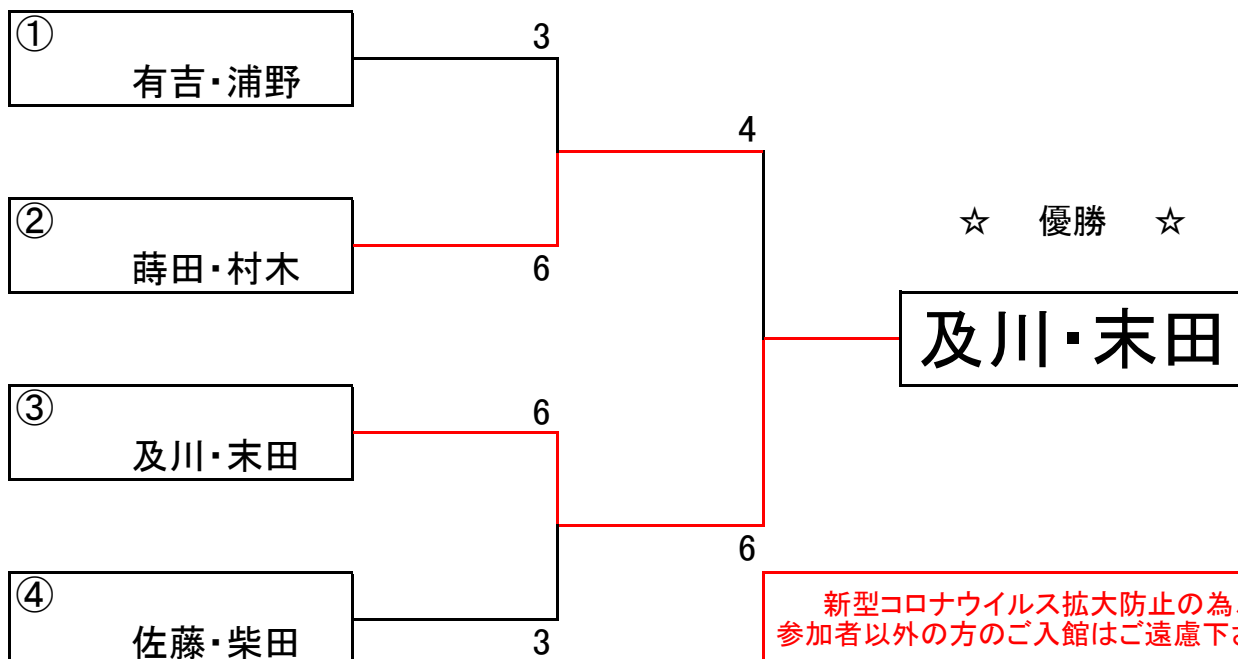 ①
有吉・浦野
3
4
②
蒔田・村木
6
☆ 優勝 ☆
及川・末田
③
及川・末田
6
6
④
佐藤・柴田
3
新型コロナウイルス拡大防止の為、
参加者以外の方のご入館はご遠慮下さ